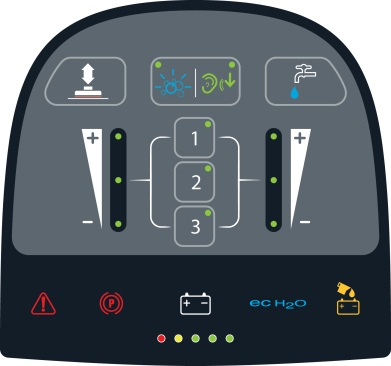 + 1 +
2
- 3 -
P + - ec H2O + -